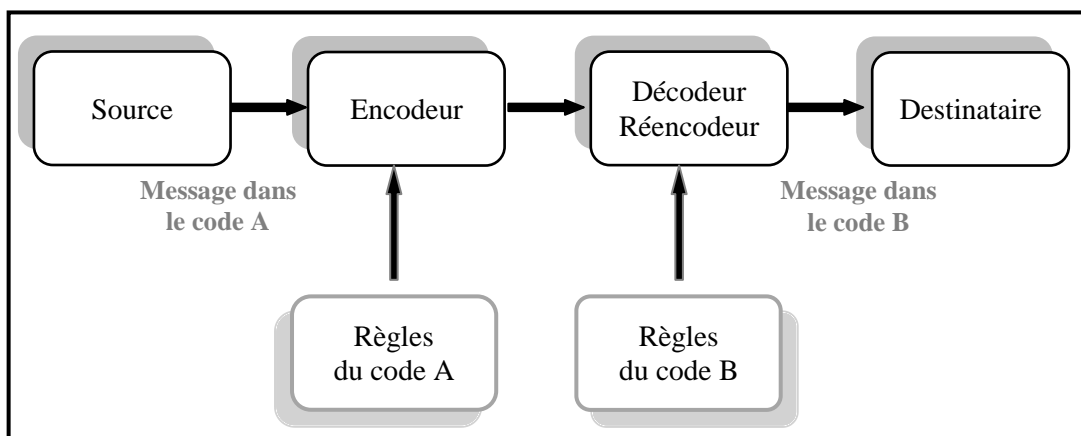 Source
Encodeur
Décodeur
Réencodeur
Destinataire
Message dans
le code A
Message dans
le code B
Règles
du code A
Règles
du code B